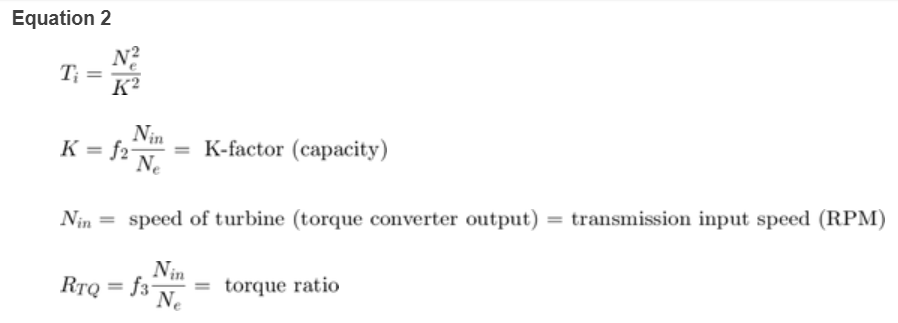 Equation 2
T_i = N_e^2 / K^2
K = f_2 N_in / N_e = K-factor (capacity)
N_in = speed of turbine (torque converter output) = transmission input speed (RPM)
R_TQ = f_3 N_in / N_e = torque ratio